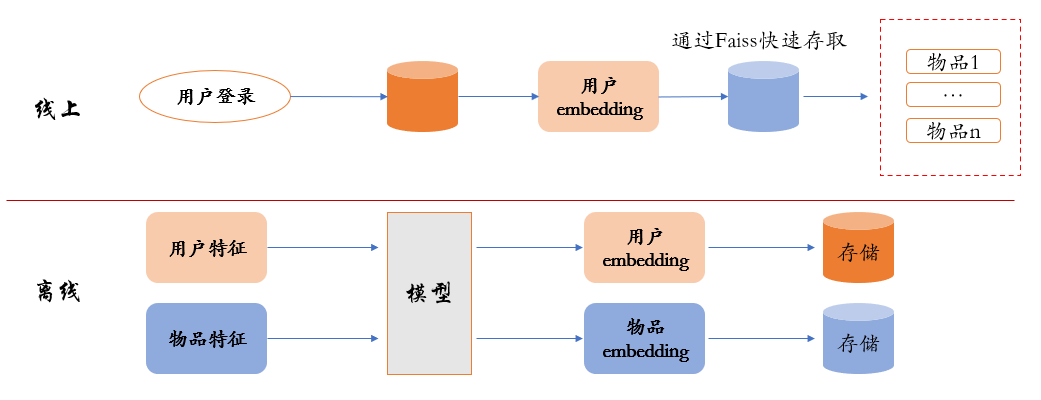 通过Faiss快速存取
线上
用户登录
用户
embedding
物品1
…
物品n
离线
用户特征
物品特征
模型
用户
embedding
物品
embedding
存储
存储